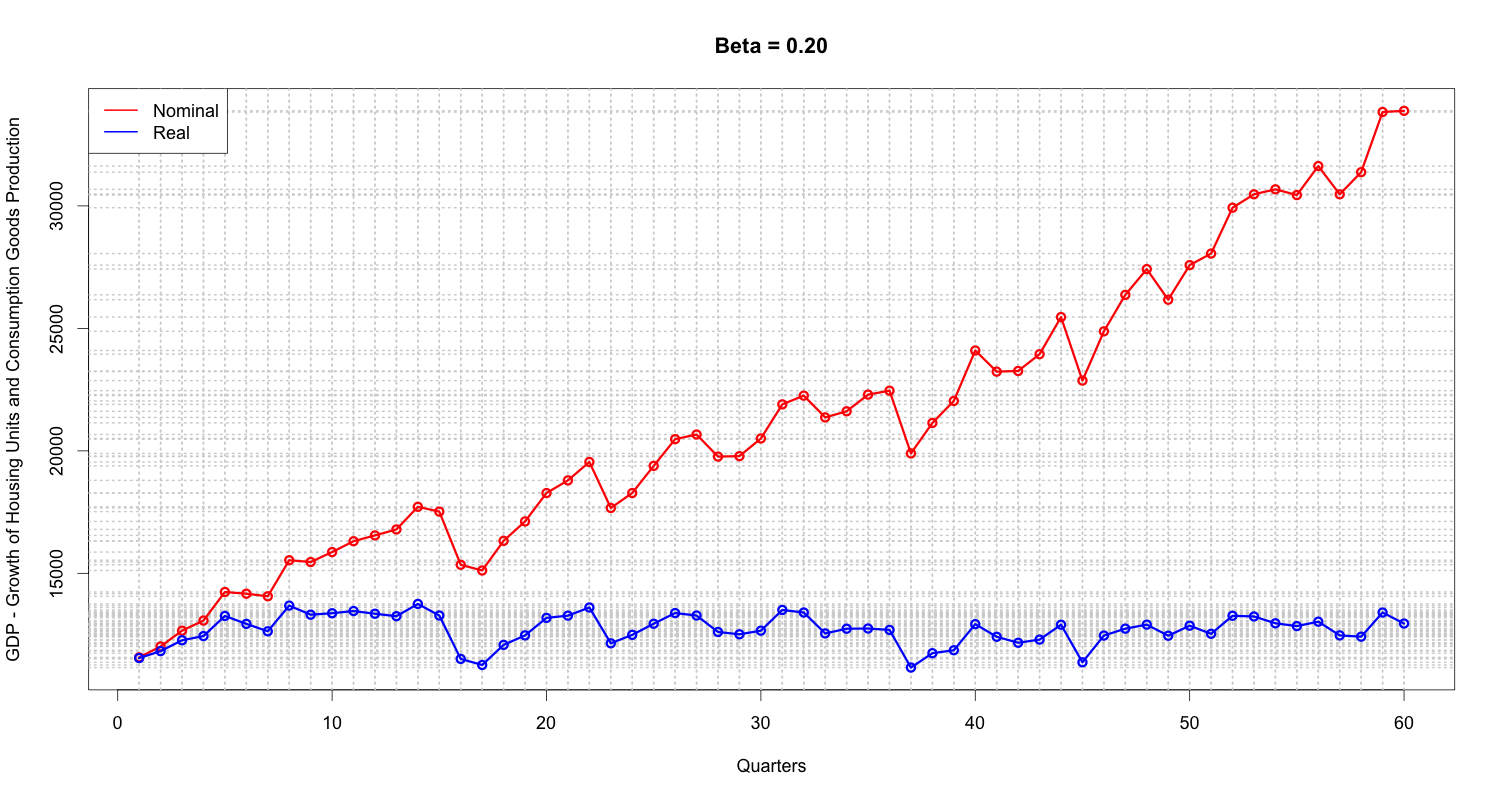 Beta = 0.20
Nominal
Real
GDP - Growth of Housing Units and Consumption Goods Production
30000
25000
20000
15000
0 10 20 30 40 50 60
Quarters